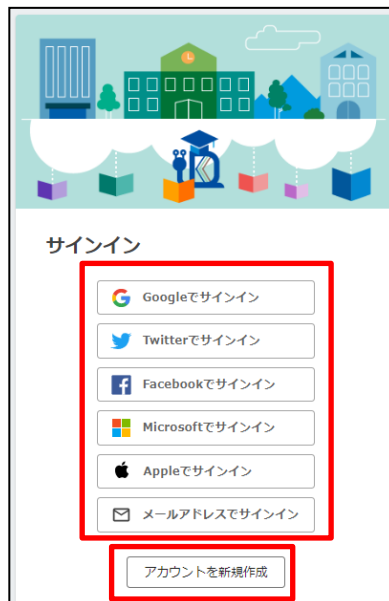 サインイン
Googleでサインイン
Twitterでサインイン
Facebookでサインイン
Microsoftでサインイン
Appleでサインイン
メールアドレスでサインイン
アカウントを新規作成